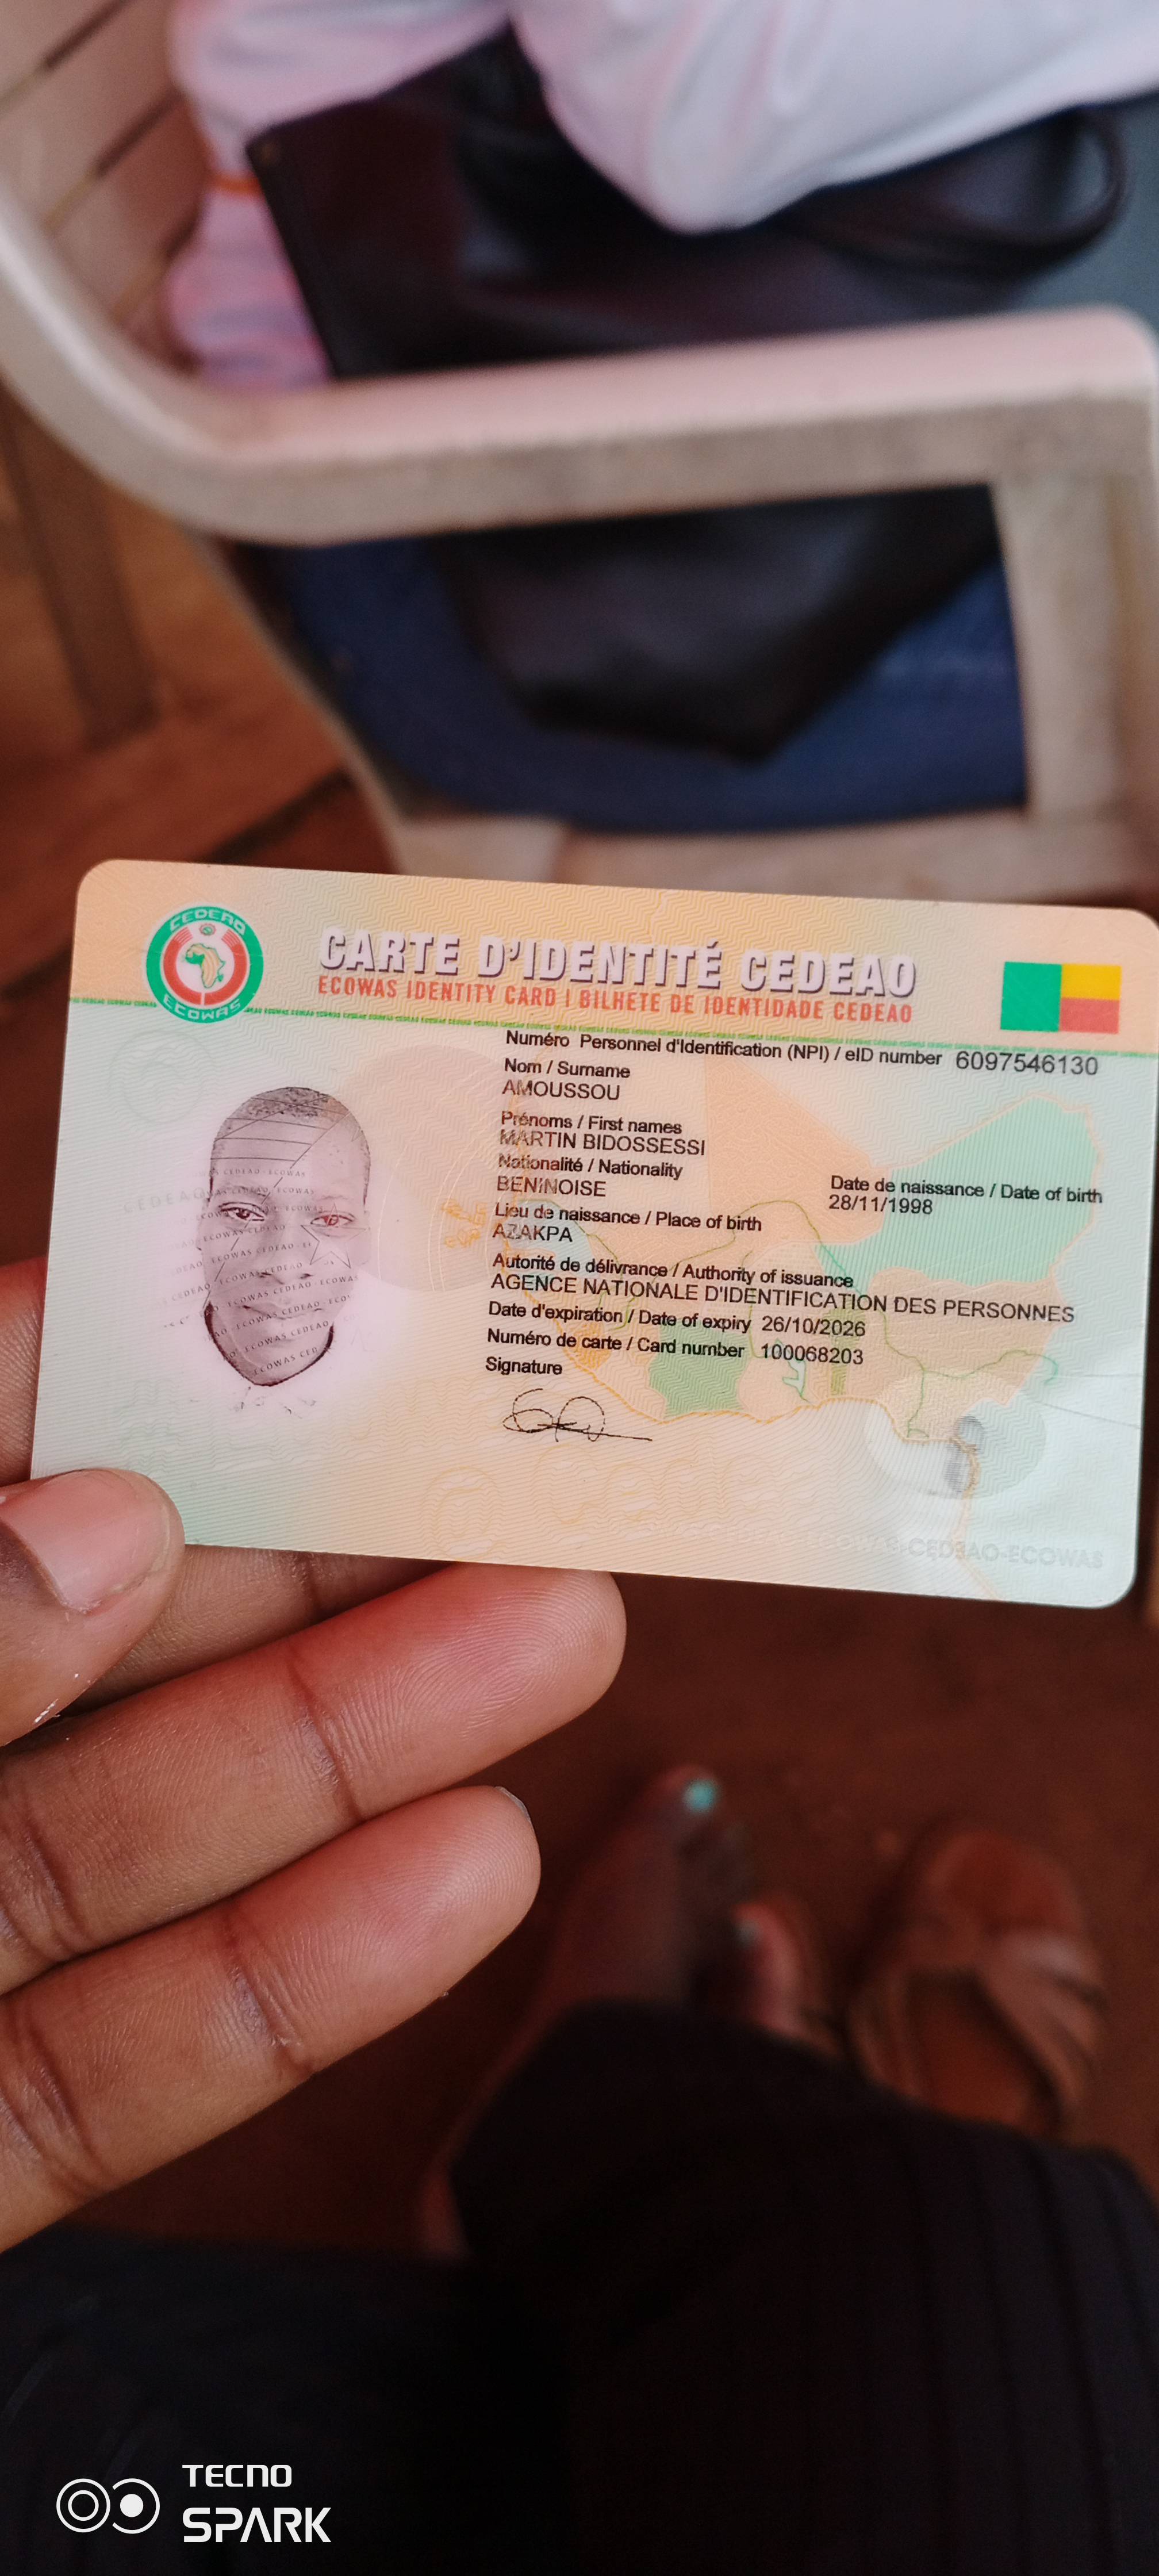 CEDEAO
ECOWAS
CARTE D'IDENTITÉ CEDEAO
ECOWAS IDENTITY CARD | BILHETE DE IDENTIDADE CEDEAO
Numéro Personnel d'Identification (NPI) / eID number 6097546130
Nom / Surname
AMOUSSOU
Prénoms / First names
MARTIN BIDOSSESSI
Nationalité / Nationality
BENINOISE
Date de naissance / Date of birth
28/11/1998
Lieu de naissance / Place of birth
AZAKPA
Autorité de délivrance / Authority of issuance
AGENCE NATIONALE D'IDENTIFICATION DES PERSONNES
Date d'expiration / Date of expiry 26/10/2026
Numéro de carte / Card number 100068203
Signature
CEDEAO-ECOWAS
TECNO
SPARK